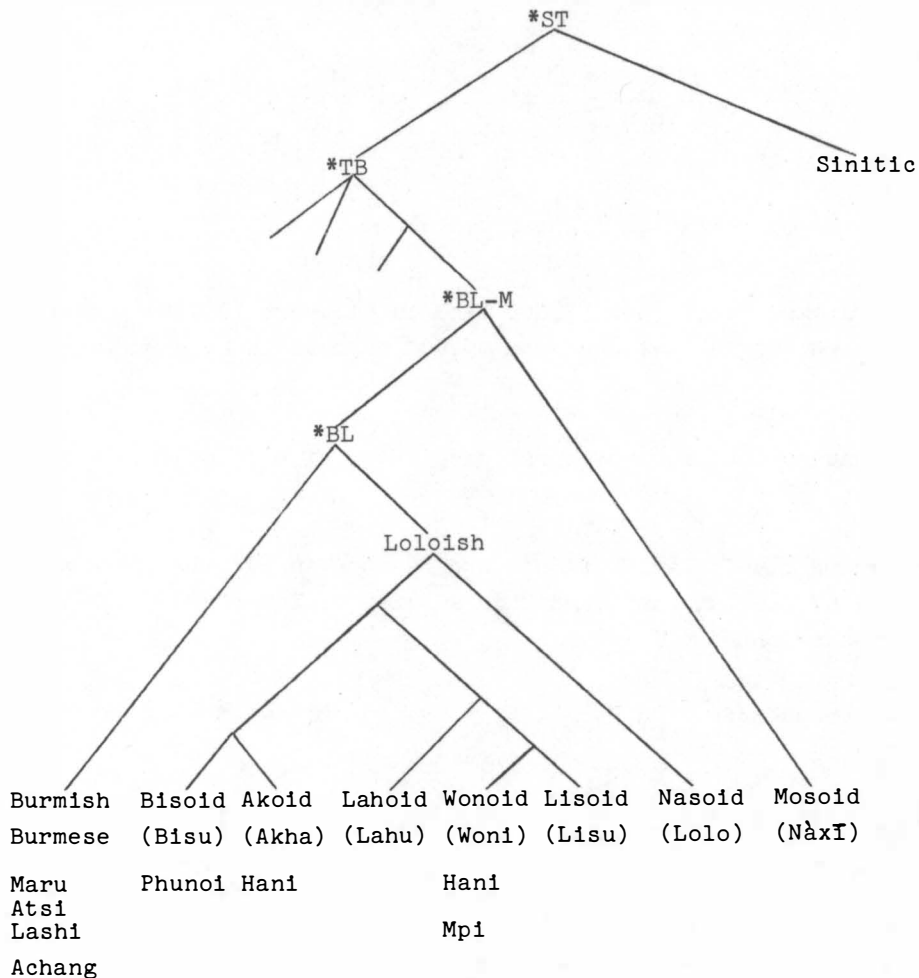 *ST
*TB Sinitic
*BL-M
*BL
Loloish
Burmish Bisoid Akoid Lahoid Wonoid Lisoid Nasoid Mosoid
Burmese (Bisu) (Akha) (Lahu) (Woni) (Lisu) (Lolo) (Nàxī)
Maru Phunoi Hani Hani
Atsi
Lashi Mpi
Achang